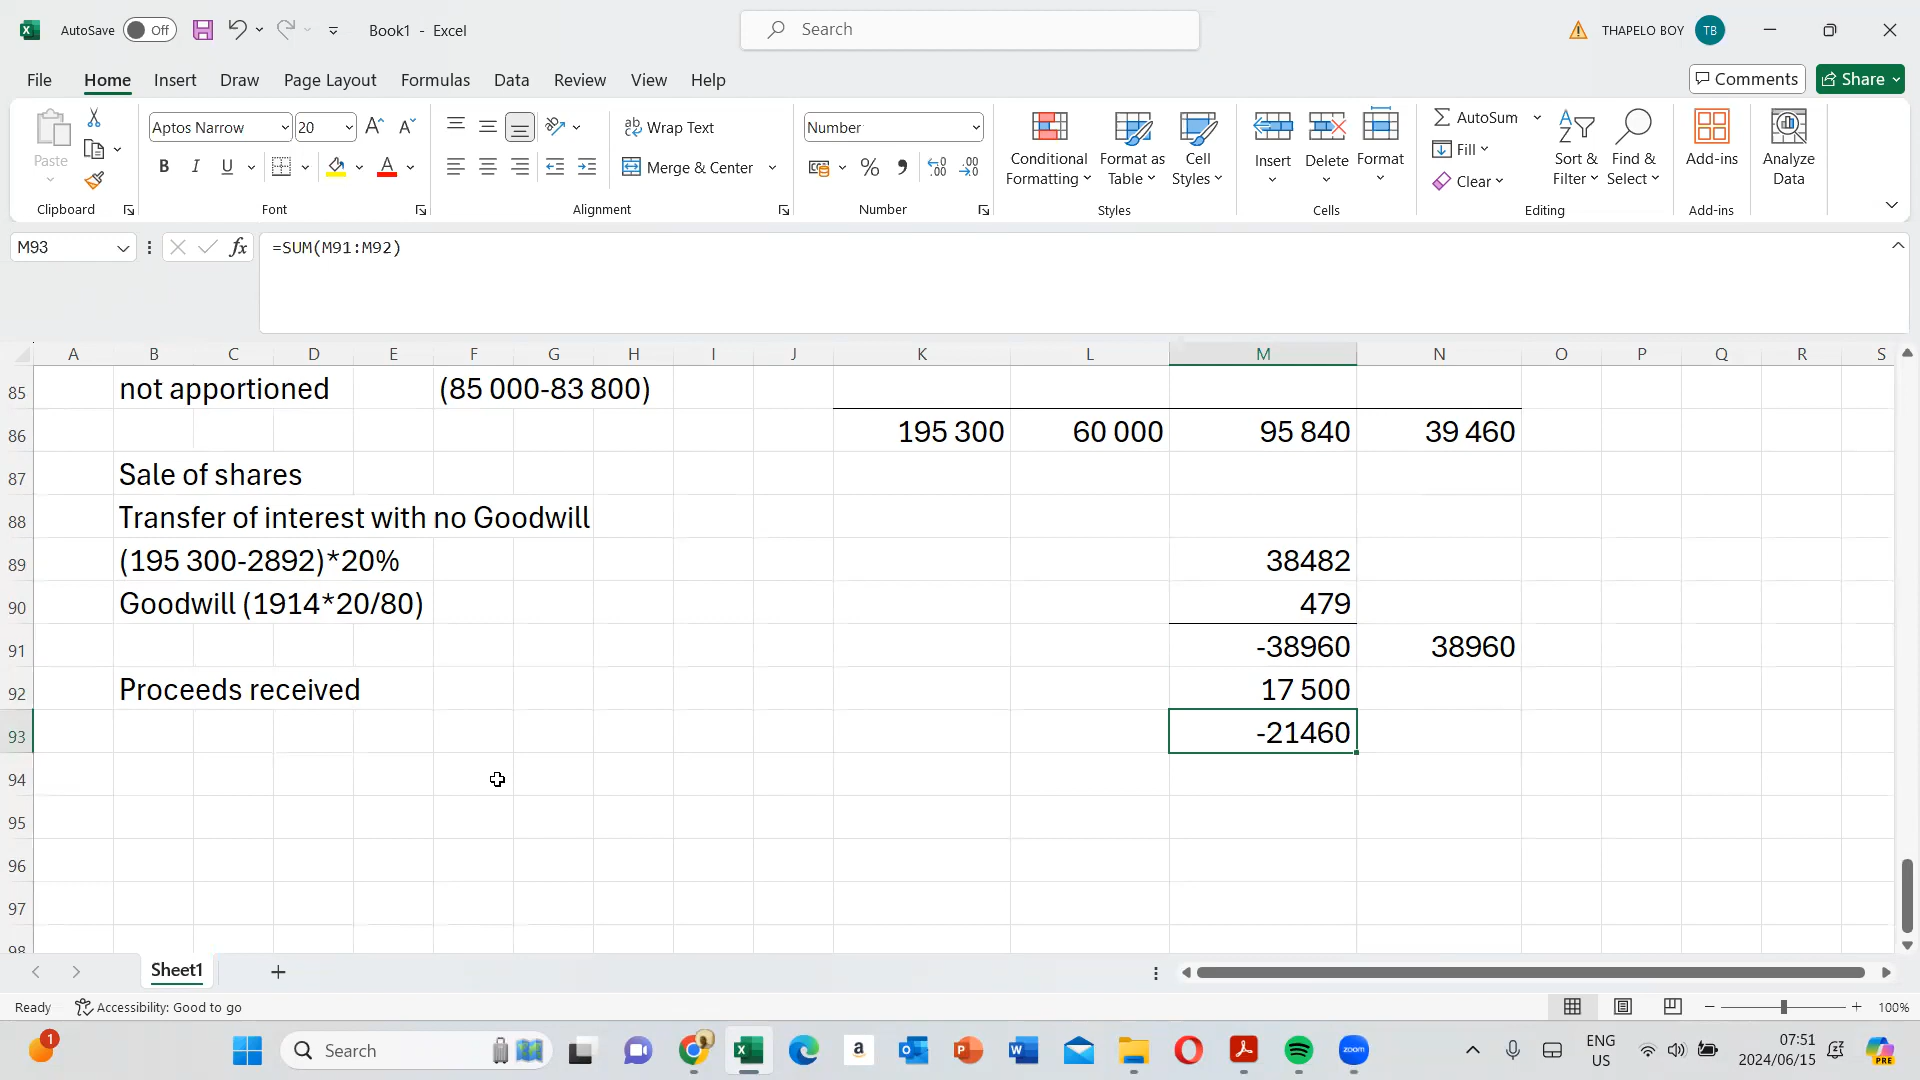 AutoSave Off Book1 - Excel Search THAPELO BOY TB
File Home Insert Draw Page Layout Formulas Data Review View Help Comments Share
Paste Aptos Narrow 20 Wrap Text Number Conditional Formatting Format as Table Cell Styles Insert Delete Format AutoSum Fill Clear Sort & Filter Find & Select Add-ins Analyze Data
B I U A Merge & Center % 
Clipboard Font Alignment Number Styles Cells Editing Add-ins
M93 fx =SUM(M91:M92)
A B C D E F G H I J K L M N O P Q R S
85 not apportioned (85 000-83 800)
86 195 300 60 000 95 840 39 460
87 Sale of shares
88 Transfer of interest with no Goodwill
89 (195 300-2892)*20% 38482
90 Goodwill (1914*20/80) 479
91 -38960 38960
92 Proceeds received 17 500
93 -21460
94
95
96
97
98
Sheet1
Ready Accessibility: Good to go 100%
1 Search a zoom ENG US 07:51 2024/06/15 PRE